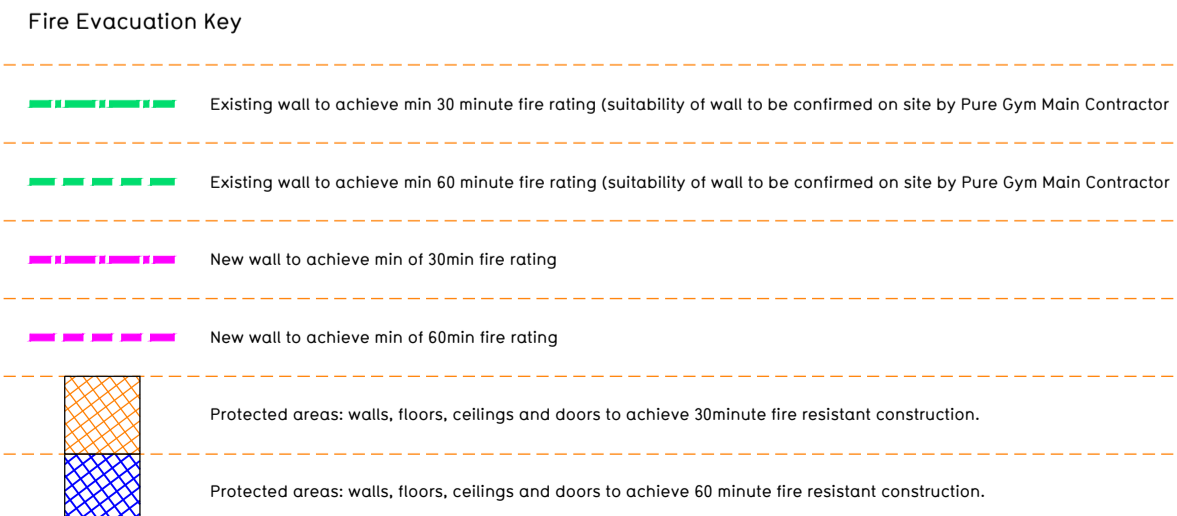 Fire Evacuation Key
Existing wall to achieve min 30 minute fire rating (suitability of wall to be confirmed on site by Pure Gym Main Contractor
Existing wall to achieve min 60 minute fire rating (suitability of wall to be confirmed on site by Pure Gym Main Contractor
New wall to achieve min of 30min fire rating
New wall to achieve min of 60min fire rating
Protected areas: walls, floors, ceilings and doors to achieve 30minute fire resistant construction.
Protected areas: walls, floors, ceilings and doors to achieve 60 minute fire resistant construction.